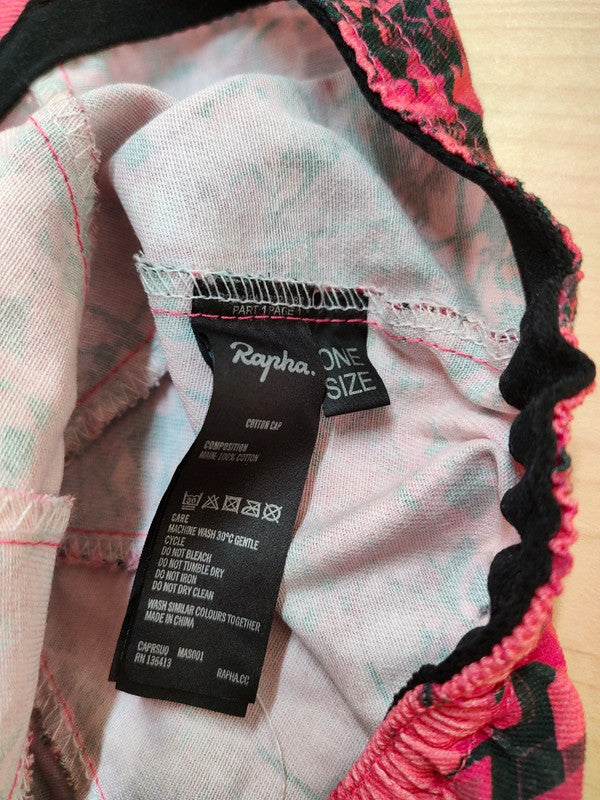 PART 1 PAGE 1
Rapha.
ONE
SIZE
COTTON CAP
COMPOSITION
MAINE: 100% COTTON
30
CARE
MACHINE WASH 30°C GENTLE
CYCLE
DO NOT BLEACH
DO NOT TUMBLE DRY
DO NOT IRON
DO NOT DRY CLEAN
WASH SIMILAR COLOURS TOGETHER
MADE IN CHINA
CAPRSUO MAS001
RN 136413
RAPHA.CC